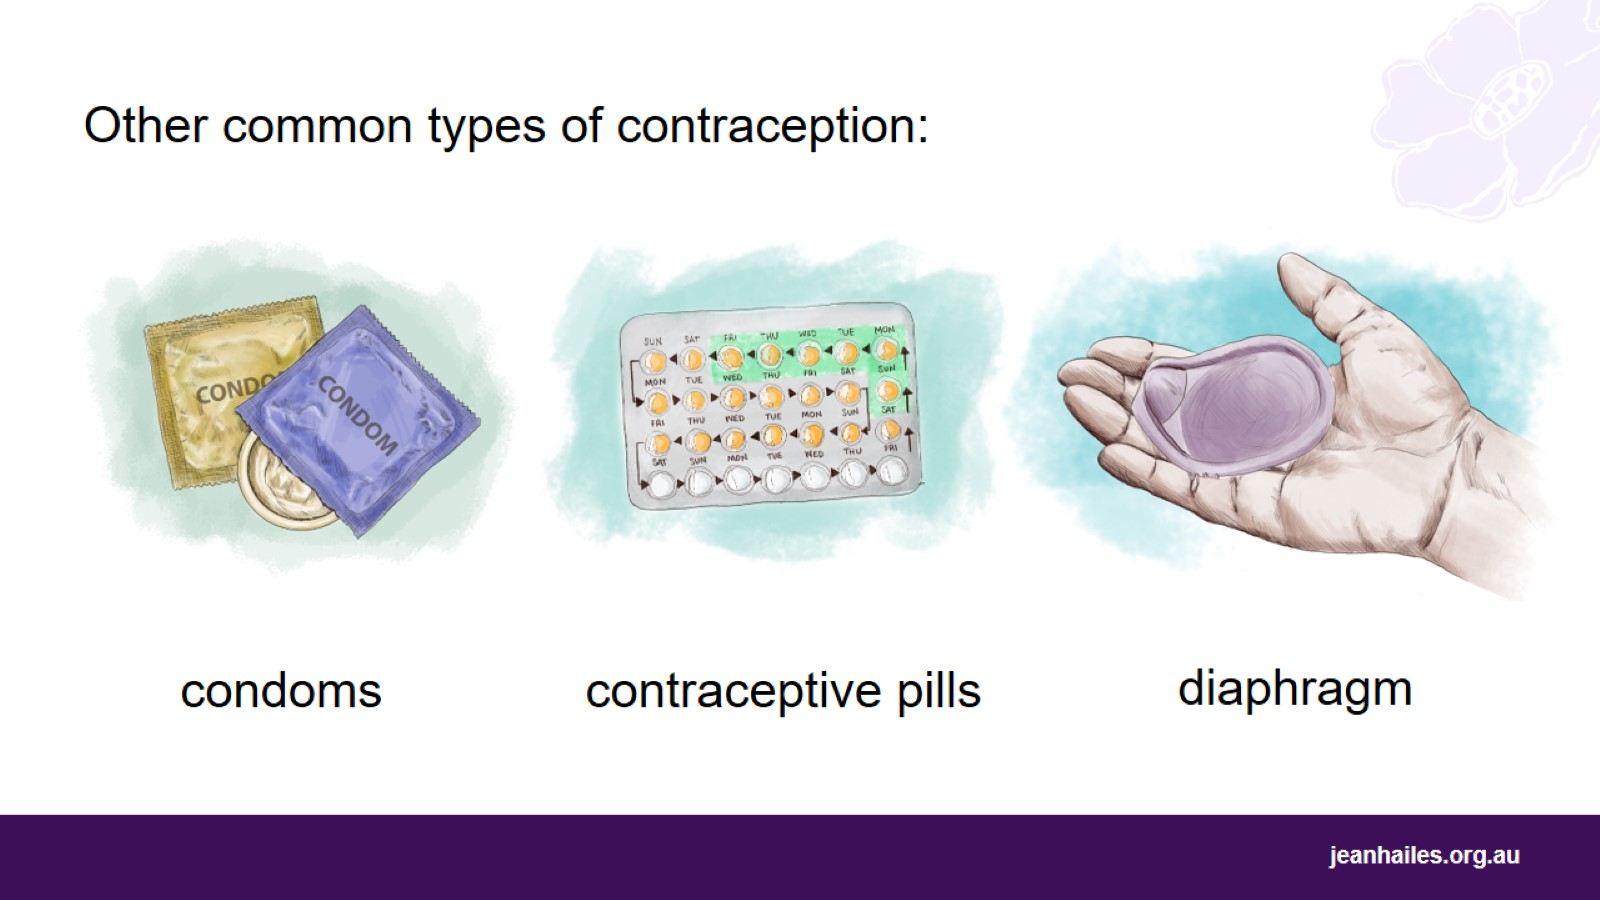 Other common types of contraception:
CONDO
CONDOM
SUN SAT FRI THU WED TUE MON
MON TUE WED THU FRI SAT SUN
FRI THU WED TUE MON SUN SAT
SAT SUN MON TUE WED THU FRI
condoms
contraceptive pills
diaphragm
jeanhailes.org.au